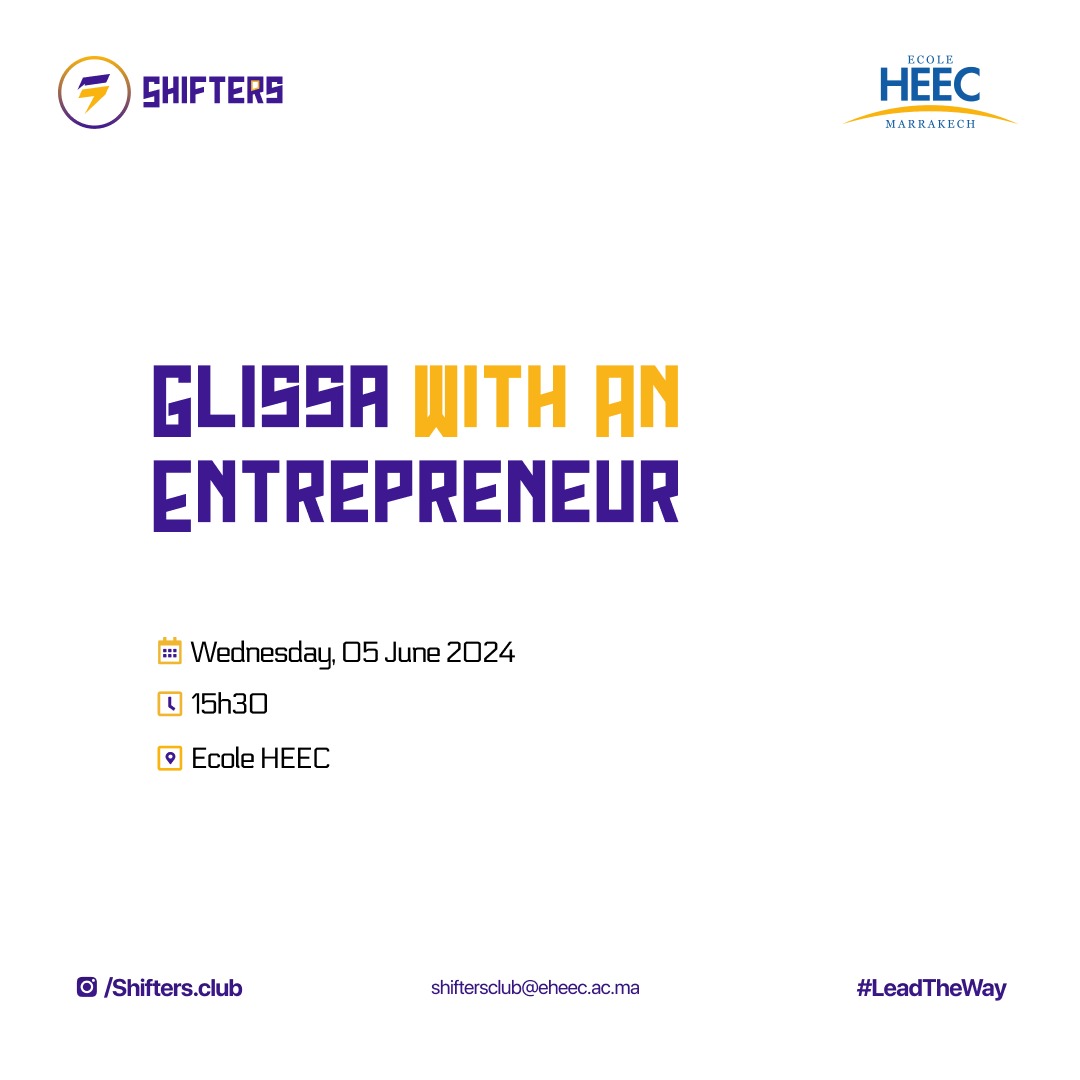 SHIFTERS
ECOLE
HEEC
MARRAKECH
GLISSA WITH AN
ENTREPRENEUR
Wednesday, 05 June 2024
15h30
Ecole HEEC
/Shifters.club
shiftersclub@eheec.ac.ma
#LeadTheWay